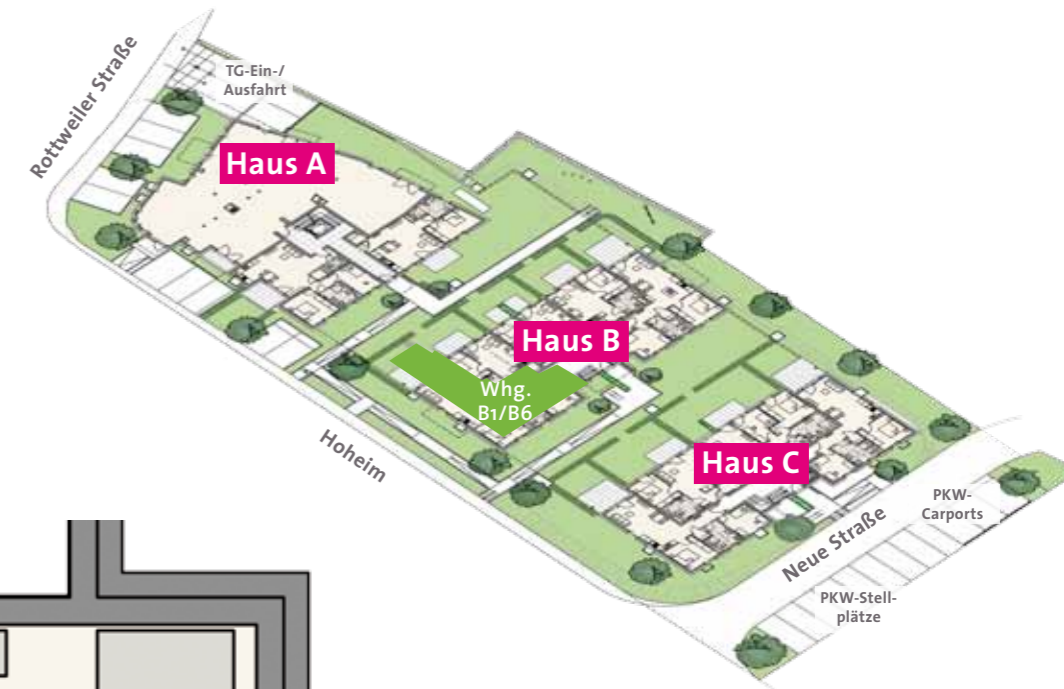 Rottweiler Straße
TG-Ein-/
Ausfahrt
Haus A
Haus B
Whg.
B1/B6
Hoheim
Haus C
PKW-
Carports
Neue Straße
PKW-Stell-
plätze